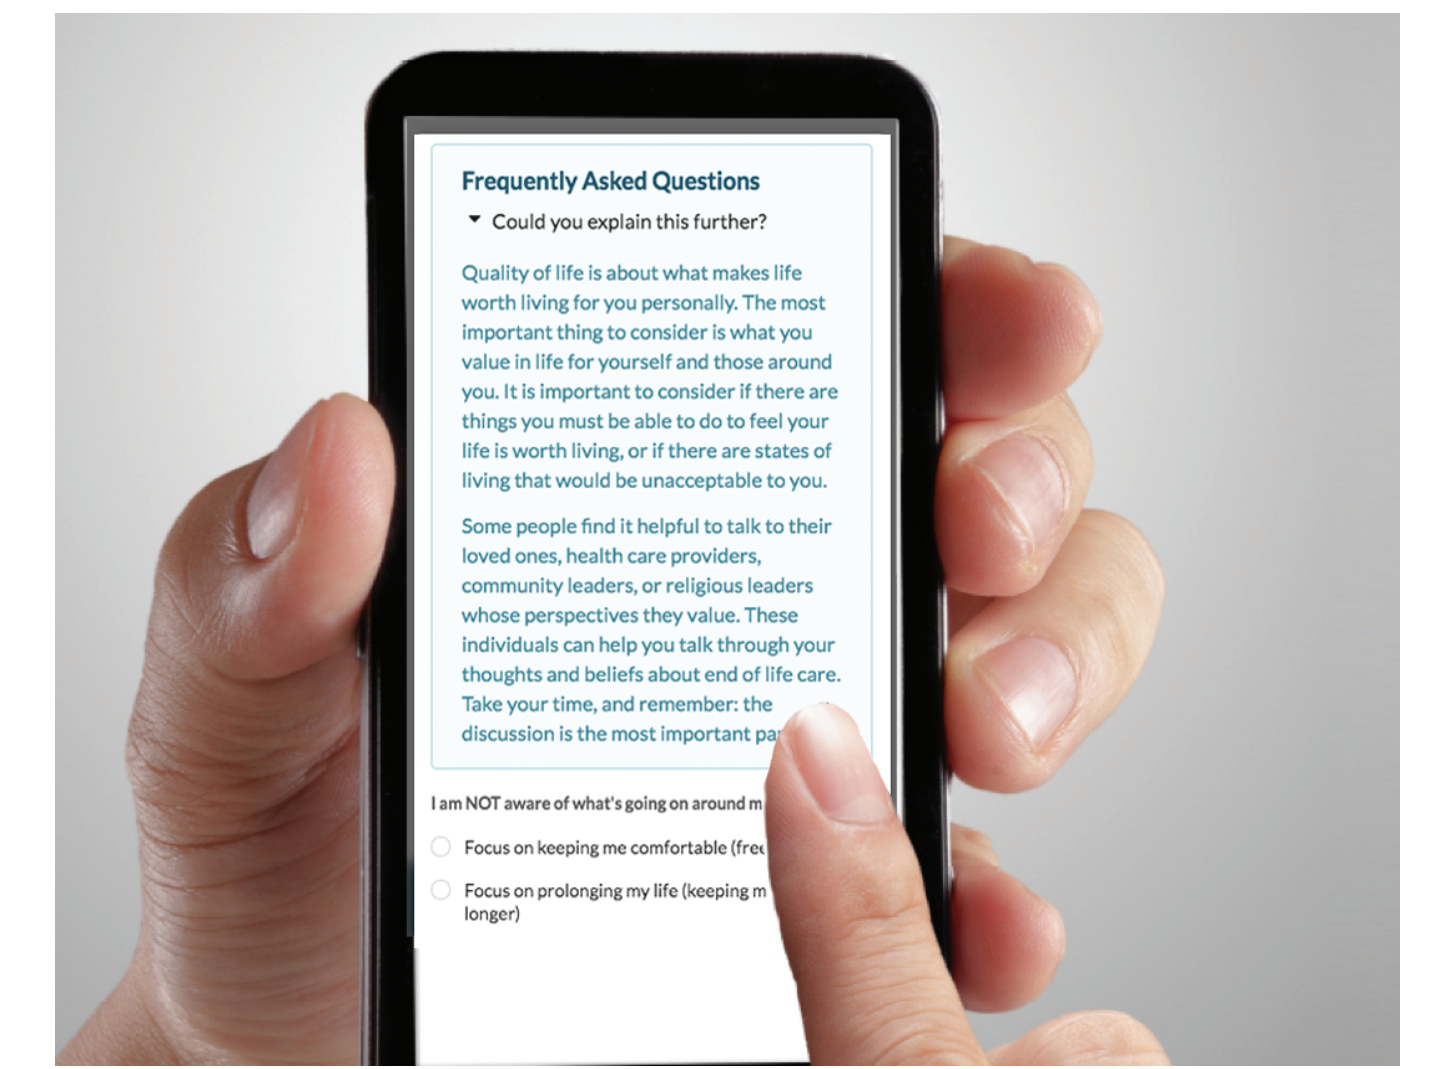 Frequently Asked Questions
Could you explain this further?
Quality of life is about what makes life
worth living for you personally. The most
important thing to consider is what you
value in life for yourself and those around
you. It is important to consider if there are
things you must be able to do to feel your
life is worth living, or if there are states of
living that would be unacceptable to you.
Some people find it helpful to talk to their
loved ones, health care providers,
community leaders, or religious leaders
whose perspectives they value. These
individuals can help you talk through your
thoughts and beliefs about end of life care.
Take your time, and remember: the
discussion is the most important
I am NOT aware of what's going on around
Focus on keeping me comfortable
Focus on prolonging my life (keeping
longer)